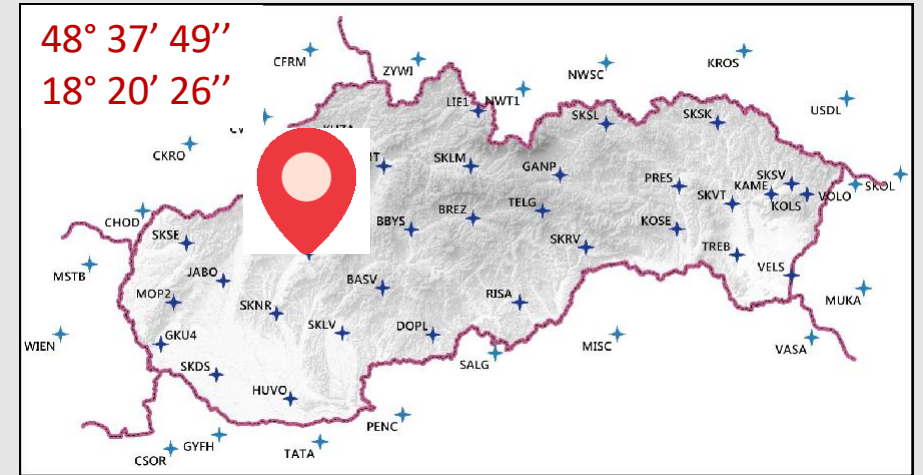 48° 37’ 49’’
18° 20’ 26’’
CFRM
ZYWI
NWSC
KROS
LIE1
NWT1
USDL
SKSL
SKSK
CKRO
SKLM
GANP
PRES
SKSV
KAME
SKVT
KOLS
VOLO
SKOL
CHOD
BBYS
BREZ
TELG
KOSE
SKSE
SKRV
TREB
MSTB
JABO
BASV
VELS
MOP2
RISA
MUKA
SKNR
SKLV
DOPL
GKU4
WIEN
MISC
VASA
SALG
SKDS
HUVO
PENC
GYFH
CSOR
TATA